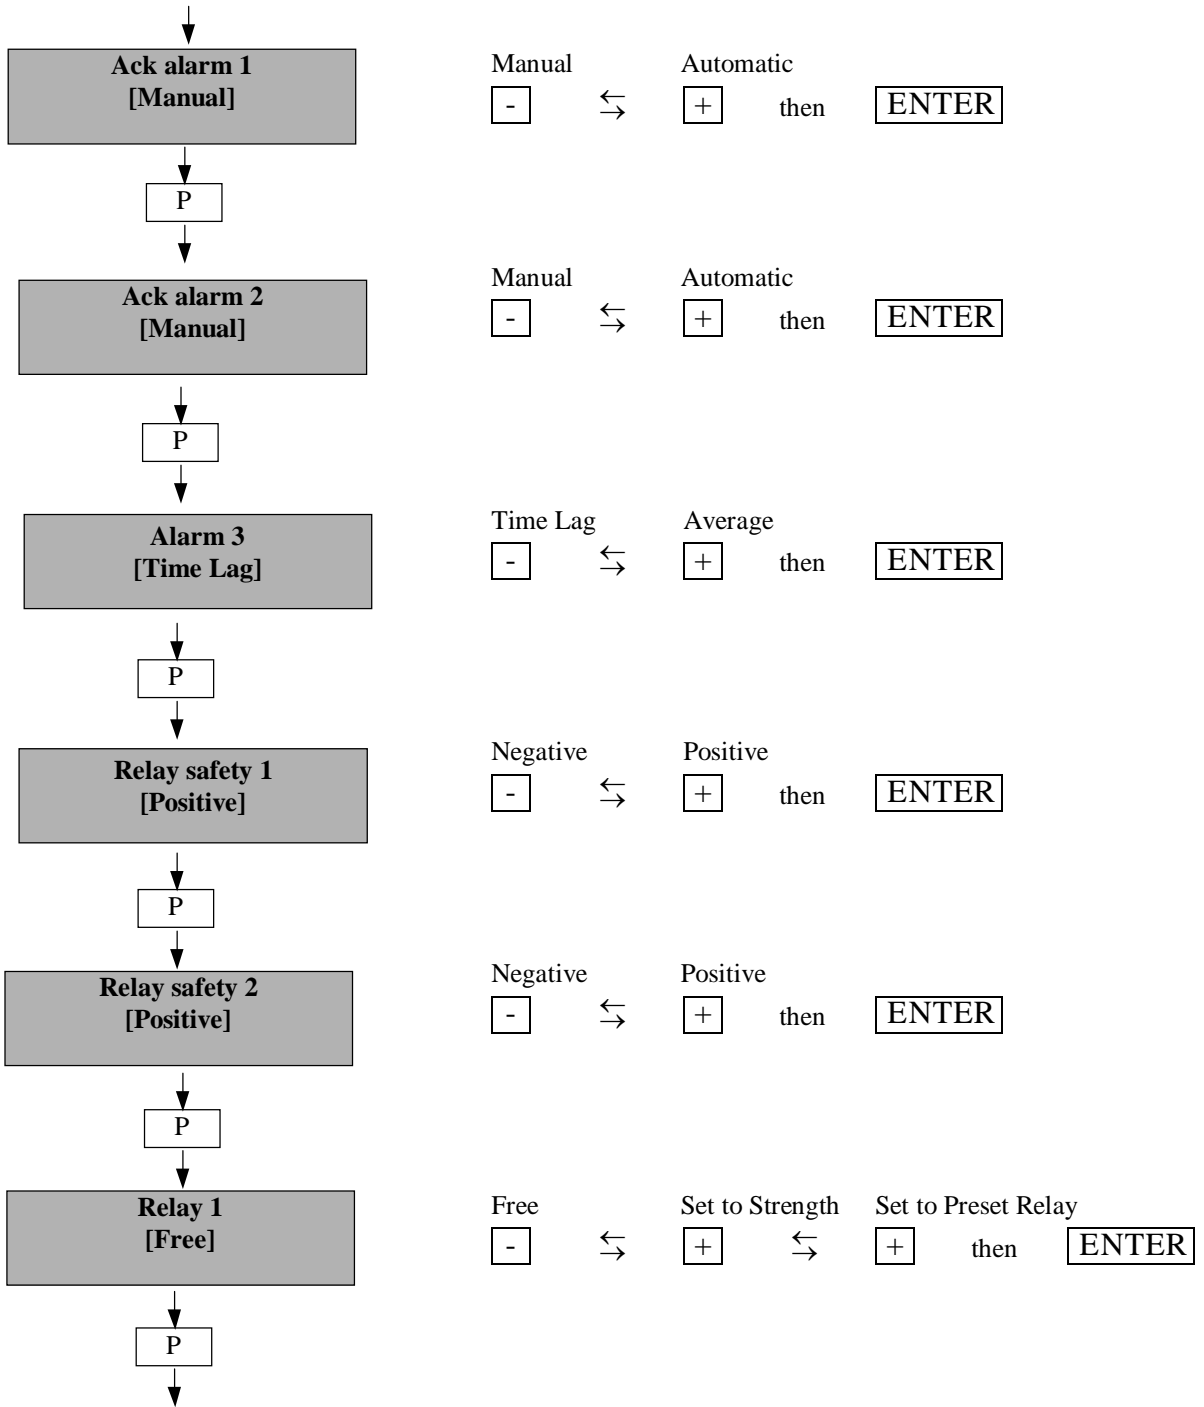 Ack alarm 1
[Manual]
Manual Automatic
- ⇆ + then ENTER
P
Ack alarm 2
[Manual]
Manual Automatic
- ⇆ + then ENTER
P
Alarm 3
[Time Lag]
Time Lag Average
- ⇆ + then ENTER
P
Relay safety 1
[Positive]
Negative Positive
- ⇆ + then ENTER
P
Relay safety 2
[Positive]
Negative Positive
- ⇆ + then ENTER
P
Relay 1
[Free]
Free Set to Strength Set to Preset Relay
- ⇆ + ⇆ + then ENTER
P